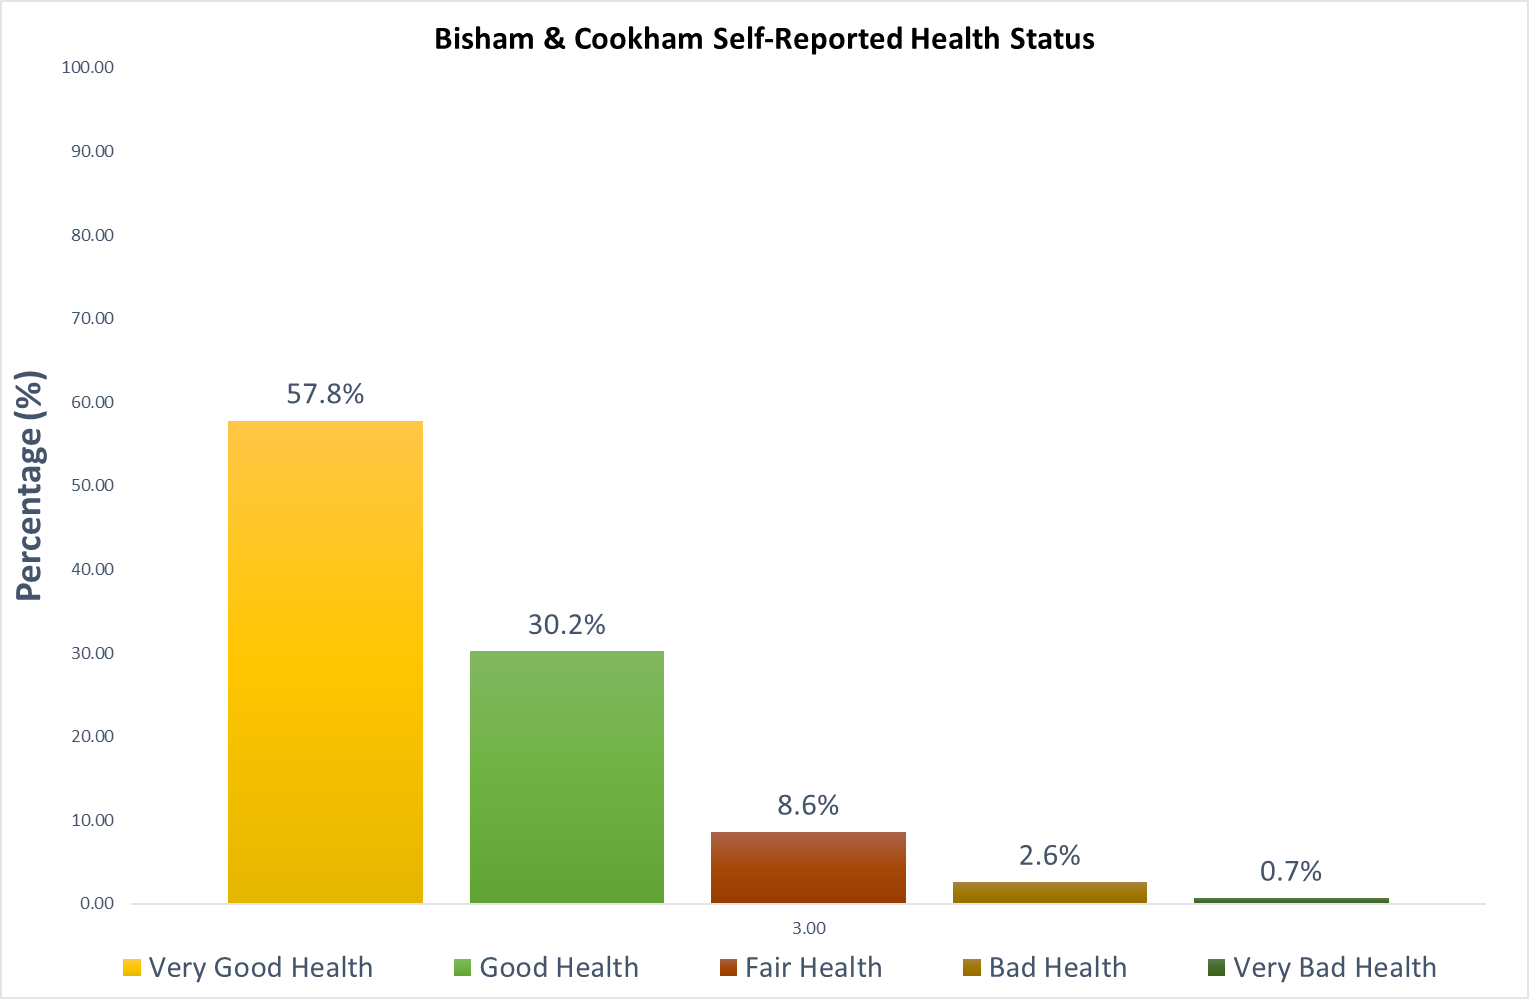 Bisham & Cookham Self-Reported Health Status
100.00
90.00
80.00
70.00
60.00
50.00
40.00
30.00
20.00
10.00
0.00
Percentage (%)
57.8%
30.2%
8.6%
2.6%
0.7%
3.00
Very Good Health
Good Health
Fair Health
Bad Health
Very Bad Health